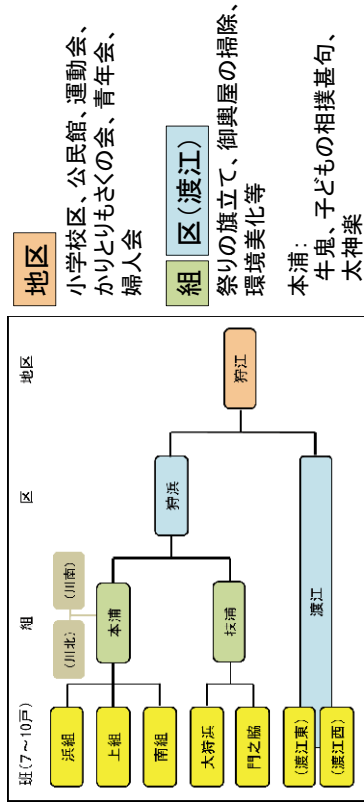 班(7～10戸) 組 区 地区
(川北) (川南)
浜組
上組
南組
大狩浜
門之脇
(渡江東)
(渡江西)
本浦
枝浦
狩浜
渡江
狩江
地区
小学校区、公民館、運動会、
かりとりもさくの会、青年会、
婦人会
組 区(渡江)
祭りの旗立て、御輿屋の掃除、
環境美化等
本浦:
牛鬼、子どもの相撲甚句、
太神楽